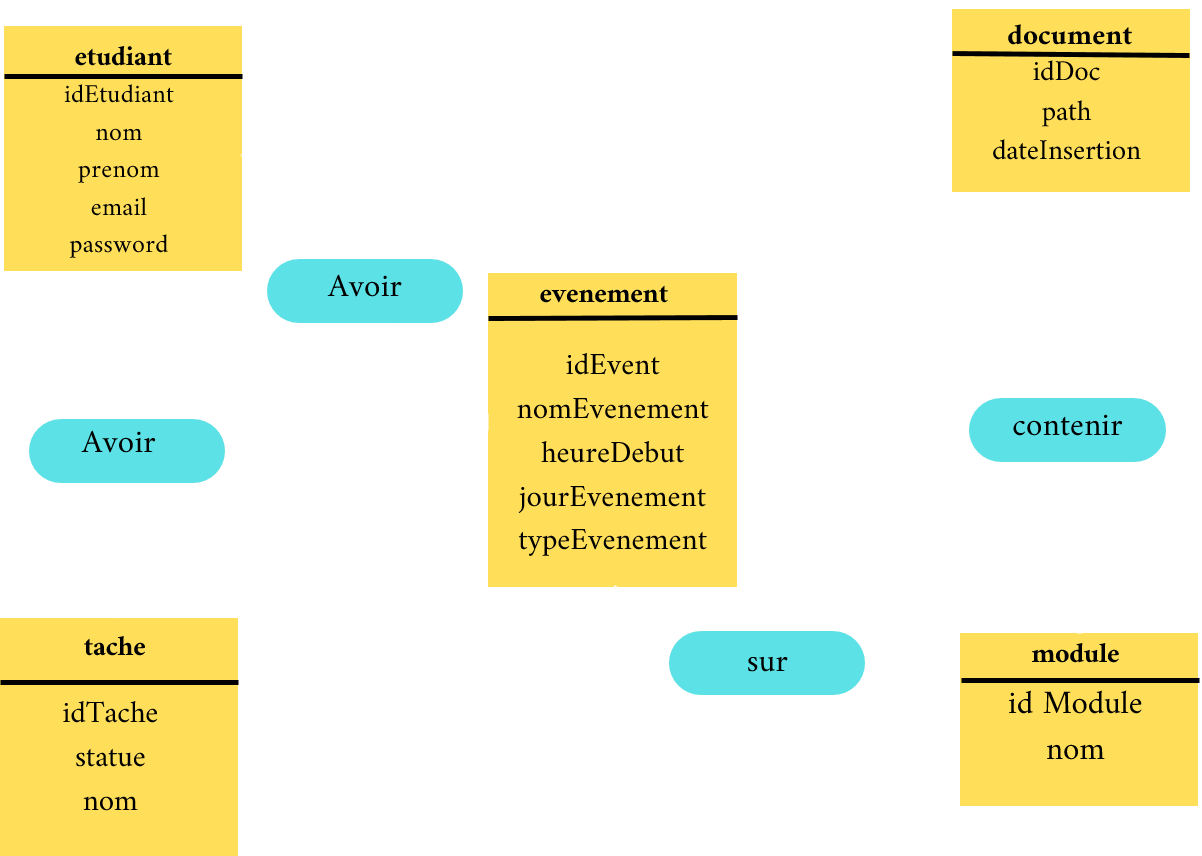 etudiant
idEtudiant
nom
prenom
email
password
document
idDoc
path
dateInsertion
Avoir
evenement
idEvent
nomEvenement
heureDebut
jourEvenement
typeEvenement
Avoir
contenir
tache
idTache
statue
nom
sur
module
id Module
nom